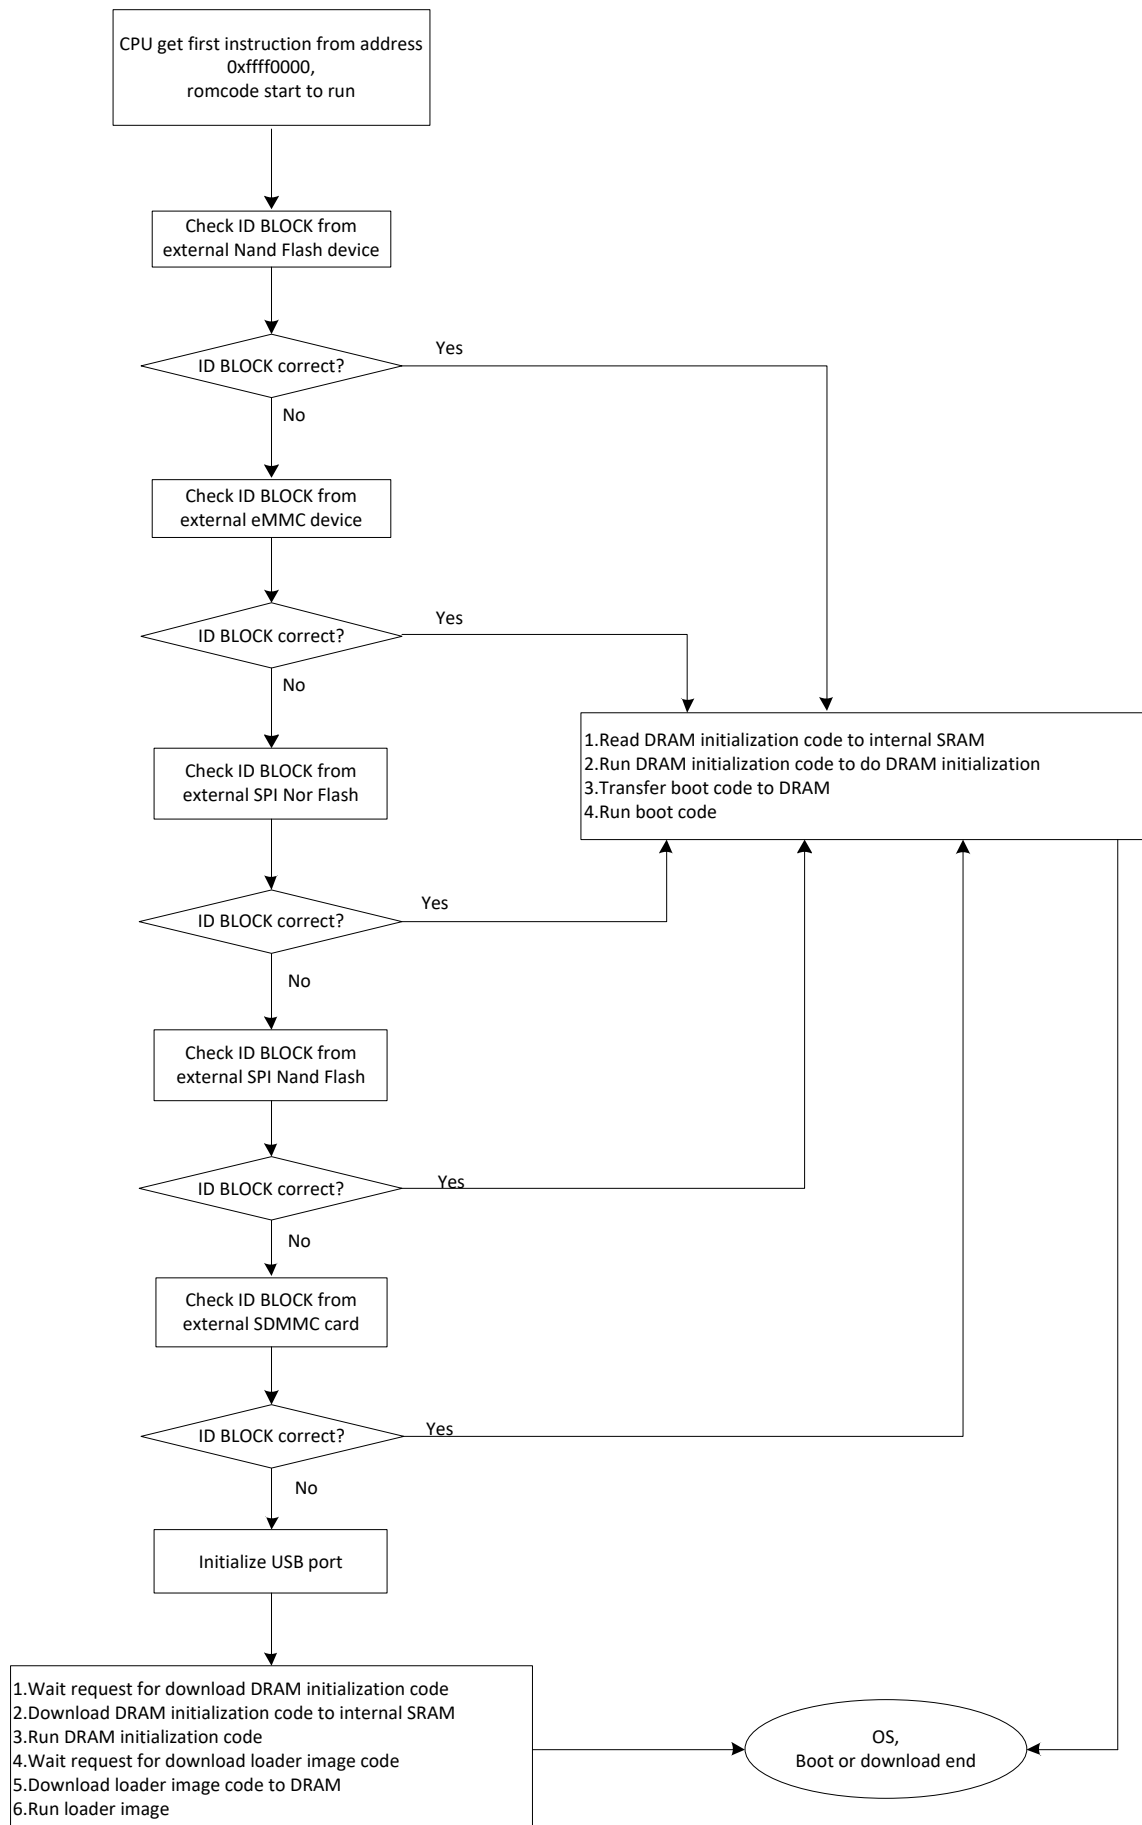 CPU get first instruction from address
0xffff0000,
romcode start to run
Check ID BLOCK from
external Nand Flash device
ID BLOCK correct?
Yes
No
Check ID BLOCK from
external eMMC device
ID BLOCK correct?
Yes
No
1.Read DRAM initialization code to internal SRAM
2.Run DRAM initialization code to do DRAM initialization
3.Transfer boot code to DRAM
4.Run boot code
Check ID BLOCK from
external SPI Nor Flash
ID BLOCK correct?
Yes
No
Check ID BLOCK from
external SPI Nand Flash
ID BLOCK correct?
Yes
No
Check ID BLOCK from
external SDMMC card
ID BLOCK correct?
Yes
No
Initialize USB port
1.Wait request for download DRAM initialization code
2.Download DRAM initialization code to internal SRAM
3.Run DRAM initialization code
4.Wait request for download loader image code
5.Download loader image code to DRAM
6.Run loader image
OS,
Boot or download end